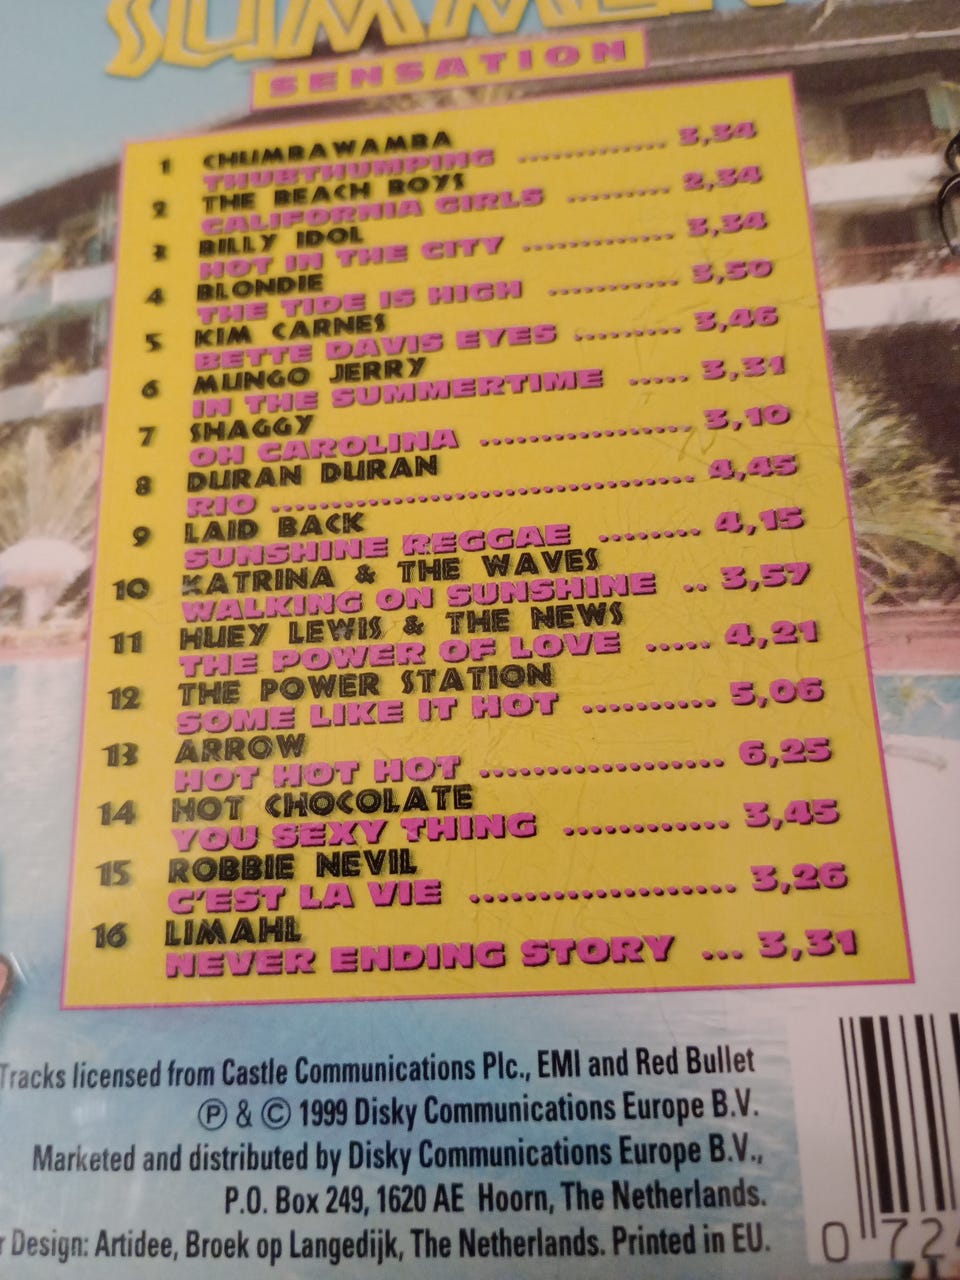 SUMMER
SENSATION
1 CHUMBAWAMBA
THUBTHUMPING .............. 3,34
2 THE BEACH BOYS
CALIFORNIA GIRLS .......... 2,34
3 BILLY IDOL
HOT IN THE CITY ............... 3,34
4 BLONDIE
THE TIDE IS HIGH ............. 3,50
5 KIM CARNES
BETTE DAVIS EYES ......... 3,46
6 MUNGO JERRY
IN THE SUMMERTIME ..... 3,31
7 SHAGGY
OH CAROLINA .................... 3,10
8 DURAN DURAN
RIO ....................................... 4,45
9 LAID BACK
SUNSHINE REGGAE ........ 4,15
10 KATRINA & THE WAVES
WALKING ON SUNSHINE .. 3,57
11 HUEY LEWIS & THE NEWS
THE POWER OF LOVE ..... 4,21
12 THE POWER STATION
SOME LIKE IT HOT .......... 5,06
13 ARROW
HOT HOT HOT .................. 6,25
14 HOT CHOCOLATE
YOU SEXY THING ............ 3,45
15 ROBBIE NEVIL
C'EST LA VIE ................... 3,26
16 LIMAHL
NEVER ENDING STORY ... 3,31
Tracks licensed from Castle Communications Plc., EMI and Red Bullet
℗ & © 1999 Disky Communications Europe B.V.
Marketed and distributed by Disky Communications Europe B.V.,
P.O. Box 249, 1620 AE Hoorn, The Netherlands.
Design: Artidee, Broek op Langedijk, The Netherlands. Printed in EU.
0 724